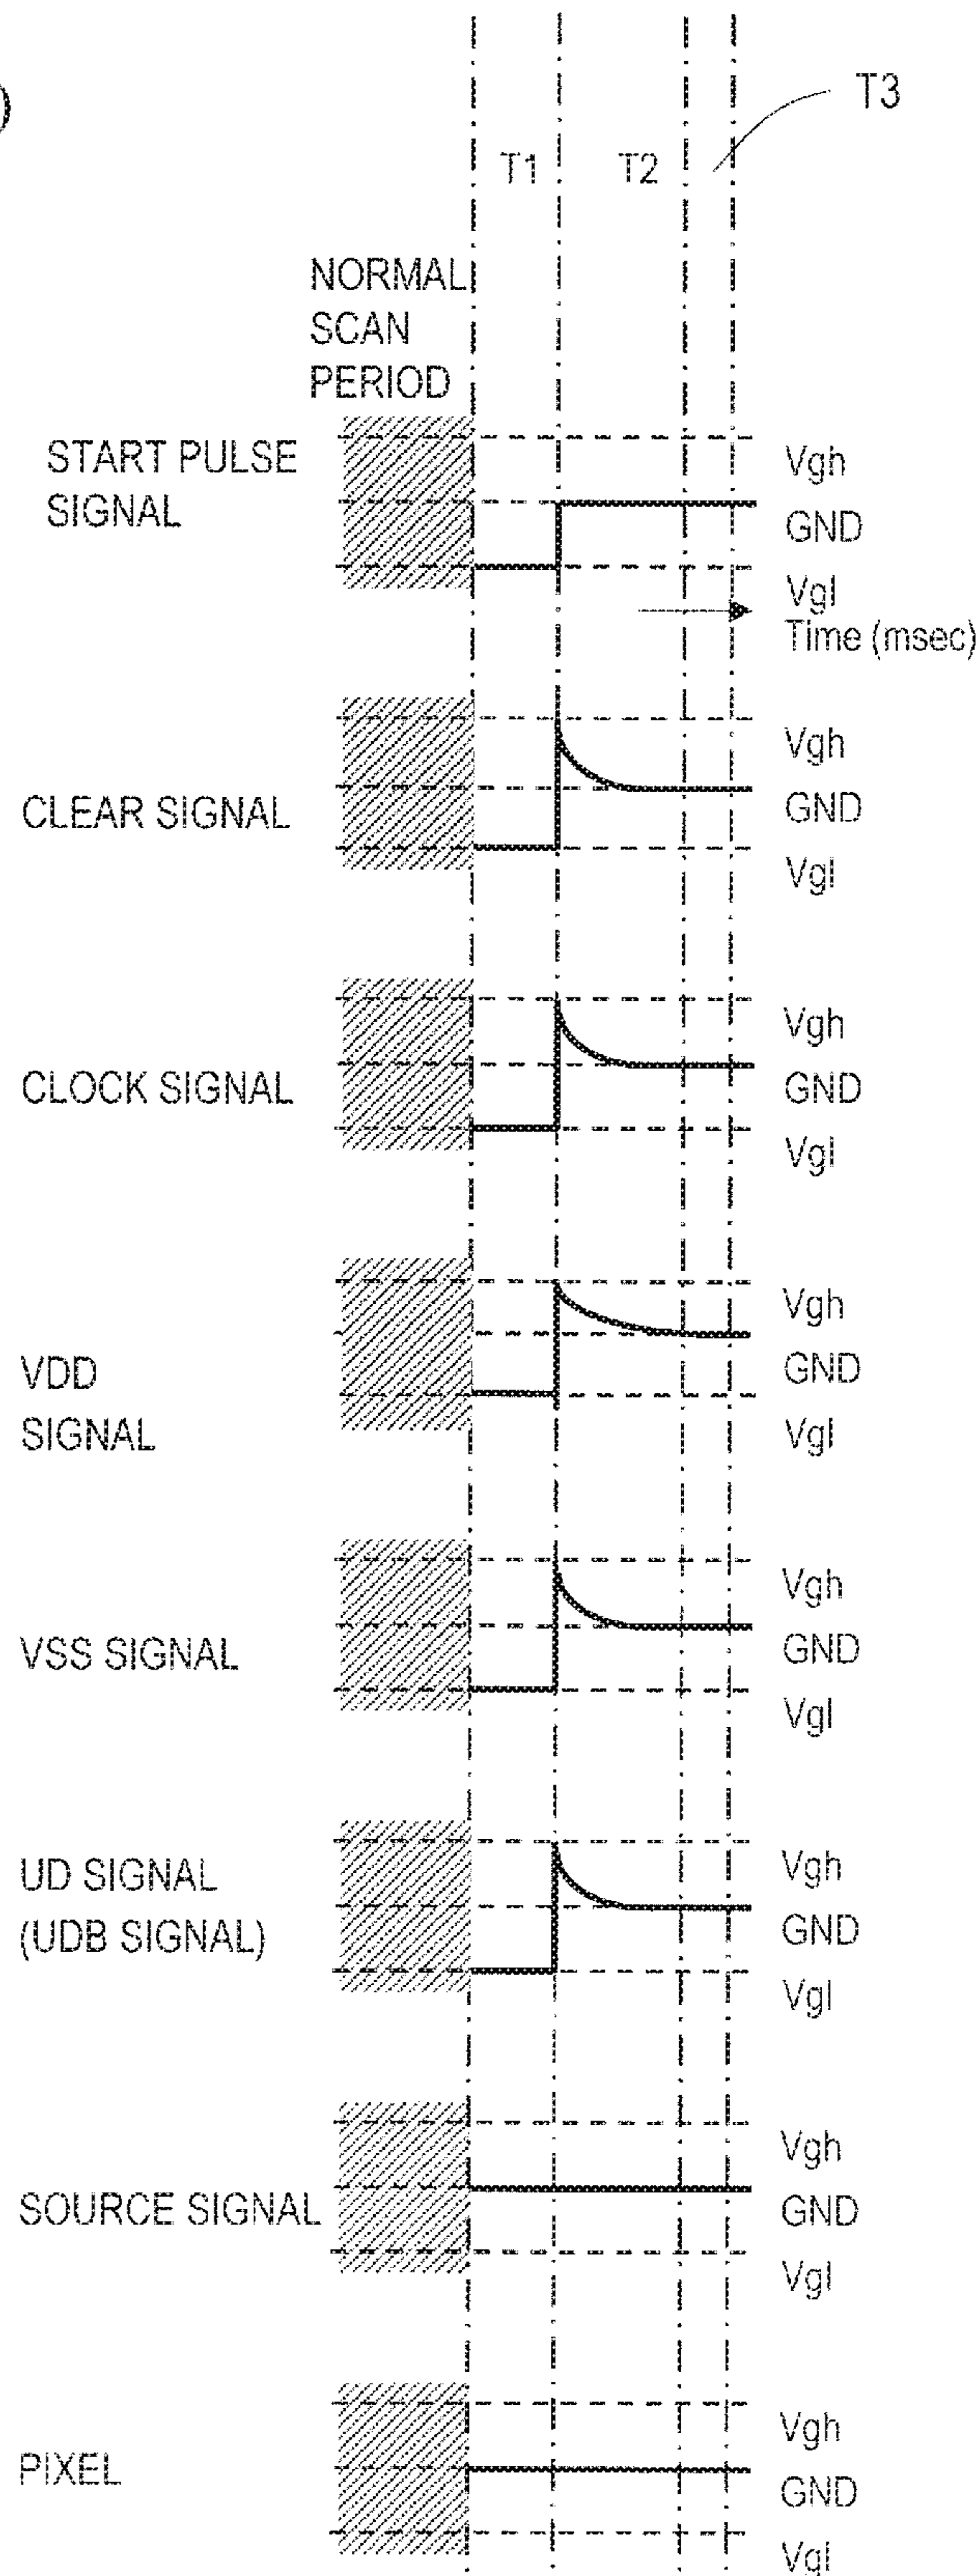 )
T3
T1 T2
NORMAL
SCAN
PERIOD
START PULSE
SIGNAL
Vgh
GND
Vgl
Time (msec)
CLEAR SIGNAL
Vgh
GND
Vgl
CLOCK SIGNAL
Vgh
GND
Vgl
VDD
SIGNAL
Vgh
GND
Vgl
VSS SIGNAL
Vgh
GND
Vgl
UD SIGNAL
(UDB SIGNAL)
Vgh
GND
Vgl
SOURCE SIGNAL
Vgh
GND
Vgl
PIXEL
Vgh
GND
Vgl